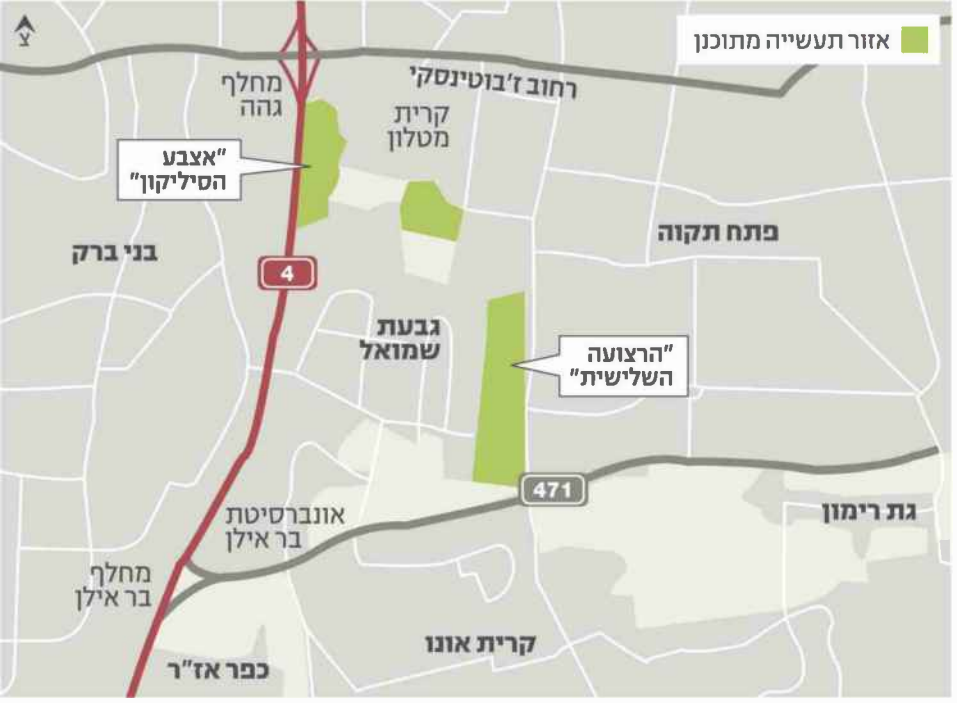 אזור תעשייה מתוכנן
צ
רחוב ז'בוטינסקי
מחלף
גהה
קרית
מטלון
"אצבע
הסיליקון"
בני ברק
פתח תקוה
4
גבעת
שמואל
"הרצועה
השלישית"
471
אונברסיטת
בר אילן
גת רימון
מחלף
בר אילן
קרית אונו
כפר אז"ר